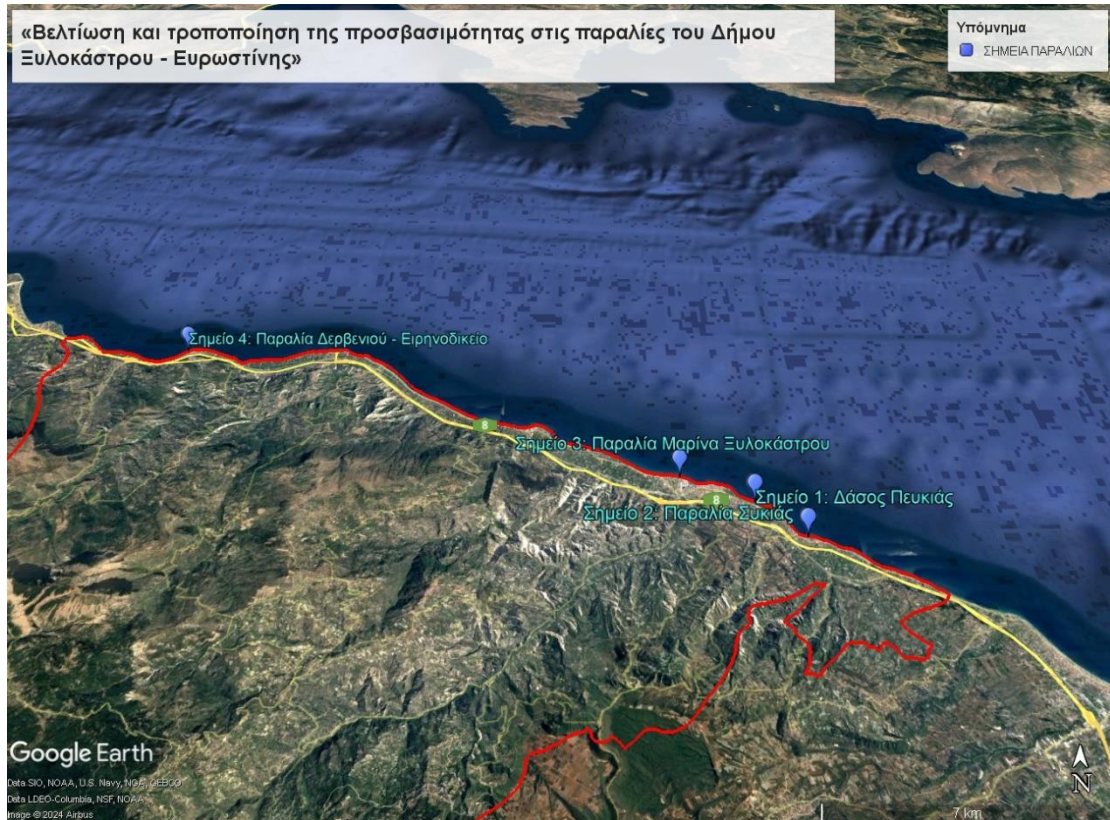 «Βελτίωση και τροποποίηση της προσβασιμότητας στις παραλίες του Δήμου
Ξυλοκάστρου - Ευρωστίνης»
Υπόμνημα
ΣΗΜΕΙΑ ΠΑΡΑΛΙΩΝ
Σημείο 4: Παραλία Δερβενιού - Ειρηνοδικείο
8
Σημείο 3: Παραλία Μαρίνα Ξυλοκάστρου
8
Σημείο 1: Δάσος Πευκιάς
Σημείο 2: Παραλία Συκιάς
Google Earth
Data SIO, NOAA, U.S. Navy, NGA, GEBCO
Data LDEO-Columbia, NSF, NOAA
Image © 2024 Airbus
N
7 km